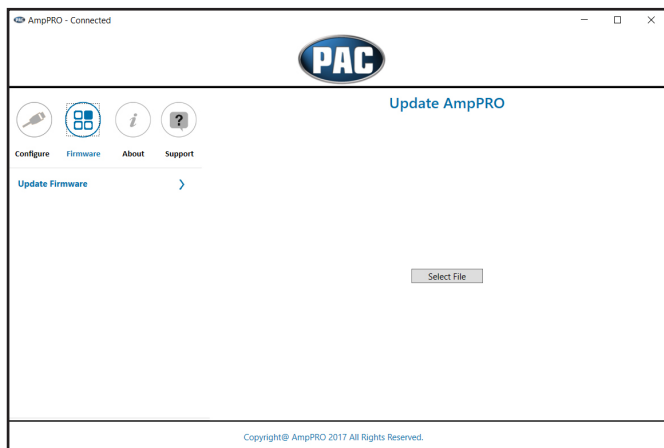 AmpPRO - Connected
PAC
Update AmpPRO
Configure Firmware About Support
Update Firmware
Select File
Copyright@ AmpPRO 2017 All Rights Reserved.